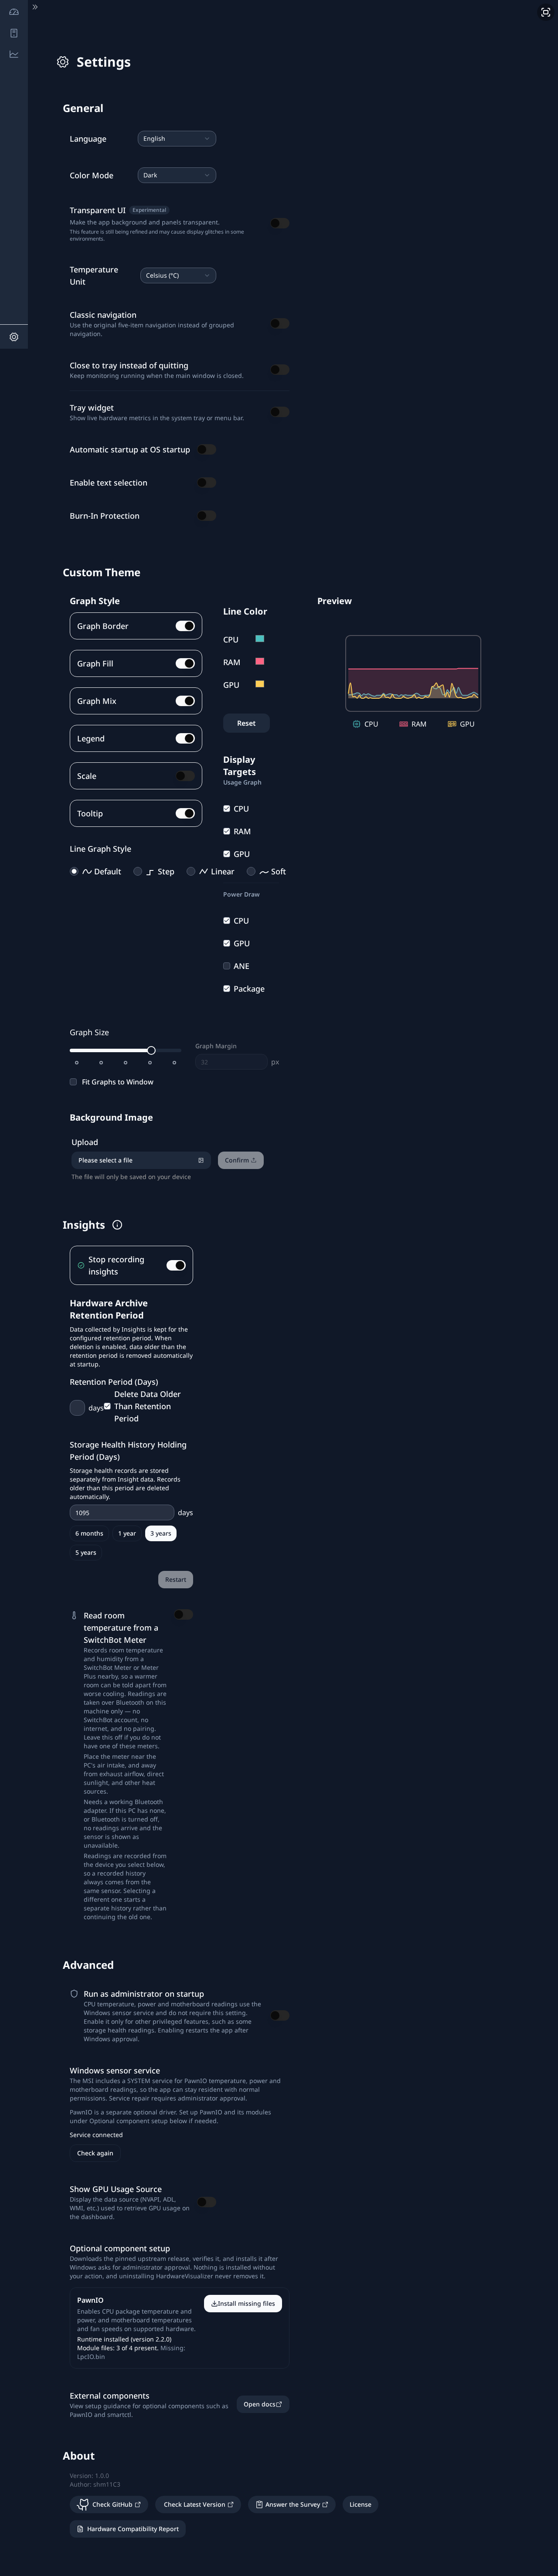 Settings
General
Language
English
Color Mode
Dark
Transparent UI
Experimental
Make the app background and panels transparent.
This feature is still being refined and may cause display glitches in some
environments.
Temperature
Unit
Celsius (°C)
Classic navigation
Use the original five-item navigation instead of grouped
navigation.
Close to tray instead of quitting
Keep monitoring running when the main window is closed.
Tray widget
Show live hardware metrics in the system tray or menu bar.
Automatic startup at OS startup
Enable text selection
Burn-In Protection
Custom Theme
Graph Style
Graph Border
Graph Fill
Graph Mix
Legend
Scale
Tooltip
Line Graph Style
Default
Step
Linear
Soft
Line Color
CPU
RAM
GPU
Reset
Display
Targets
Usage Graph
CPU
RAM
GPU
Power Draw
CPU
GPU
ANE
Package
Preview
CPU
RAM
GPU
Graph Size
Graph Margin
32
px
Fit Graphs to Window
Background Image
Upload
Please select a file
Confirm
The file will only be saved on your device
Insights
Stop recording
insights
Hardware Archive
Retention Period
Data collected by Insights is kept for the
configured retention period. When
deletion is enabled, data older than the
retention period is removed automatically
at startup.
Retention Period (Days)
days
Delete Data Older
Than Retention
Period
Storage Health History Holding
Period (Days)
Storage health records are stored
separately from Insight data. Records
older than this period are deleted
automatically.
1095
days
6 months
1 year
3 years
5 years
Restart
Read room
temperature from a
SwitchBot Meter
Records room temperature
and humidity from a
SwitchBot Meter or Meter
Plus nearby, so a warmer
room can be told apart from
worse cooling. Readings are
taken over Bluetooth on this
machine only — no
SwitchBot account, no
internet, and no pairing.
Leave this off if you do not
have one of these meters.
Place the meter near the
PC's air intake, and away
from exhaust airflow, direct
sunlight, and other heat
sources.
Needs a working Bluetooth
adapter. If this PC has none,
or Bluetooth is turned off,
no readings arrive and the
sensor is shown as
unavailable.
Readings are recorded from
the device you select below,
so a recorded history
always comes from the
same sensor. Selecting a
different one starts a
separate history rather than
continuing the old one.
Advanced
Run as administrator on startup
CPU temperature, power and motherboard readings use the
Windows sensor service and do not require this setting.
Enable it only for other privileged features, such as some
storage health readings. Enabling restarts the app after
Windows approval.
Windows sensor service
The MSI includes a SYSTEM service for PawnIO temperature, power and
motherboard readings, so the app can stay resident with normal
permissions. Service repair requires administrator approval.
PawnIO is a separate optional driver. Set up PawnIO and its modules
under Optional component setup below if needed.
Service connected
Check again
Show GPU Usage Source
Display the data source (NVAPI, ADL,
WMI, etc.) used to retrieve GPU usage on
the dashboard.
Optional component setup
Downloads the pinned upstream release, verifies it, and installs it after
Windows asks for administrator approval. Nothing is installed without
your action, and uninstalling HardwareVisualizer never removes it.
PawnIO
Enables CPU package temperature and
power, and motherboard temperatures
and fan speeds on supported hardware.
Runtime installed (version 2.2.0)
Module files: 3 of 4 present. Missing:
LpcIO.bin
Install missing files
External components
View setup guidance for optional components such as
PawnIO and smartctl.
Open docs
About
Version: 1.0.0
Author: shm11C3
Check GitHub
Check Latest Version
Answer the Survey
License
Hardware Compatibility Report